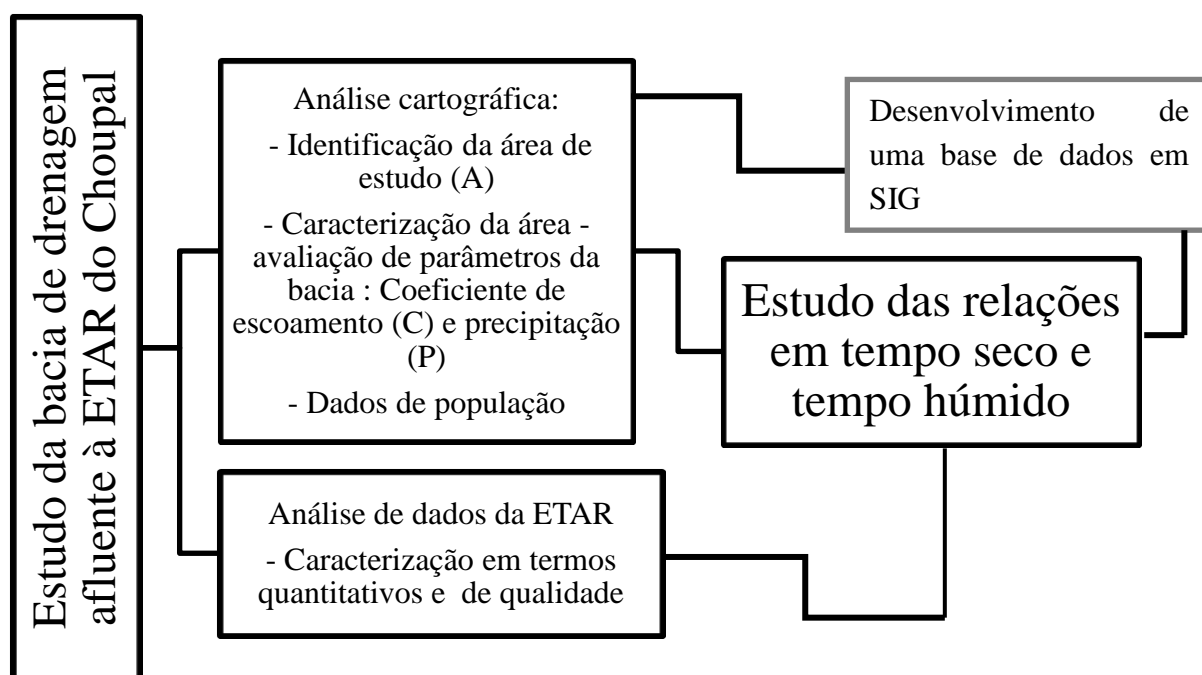 Estudo da bacia de drenagem
afluente à ETAR do Choupal
Análise cartográfica:
- Identificação da área de
estudo (A)
- Caracterização da área -
avaliação de parâmetros da
bacia : Coeficiente de
escoamento (C) e precipitação
(P)
- Dados de população
Análise de dados da ETAR
- Caracterização em termos
quantitativos e de qualidade
Desenvolvimento de
uma base de dados em
SIG
Estudo das relações
em tempo seco e
tempo húmido